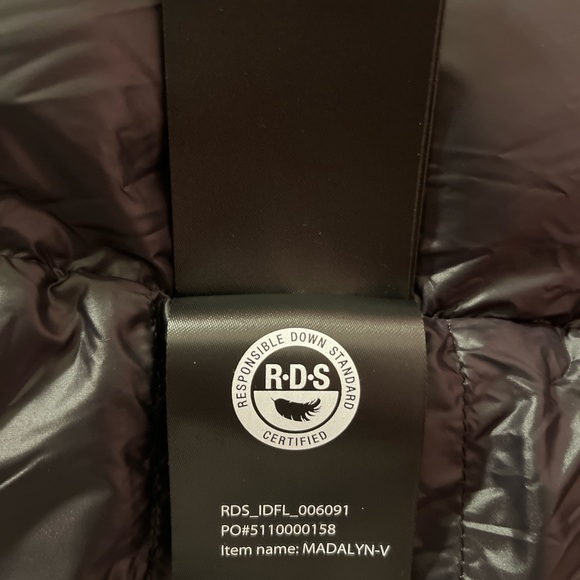 RESPONSIBLE DOWN STANDARD
R·D·S
CERTIFIED
RDS_IDFL_006091
PO#5110000158
Item name: MADALYN-V